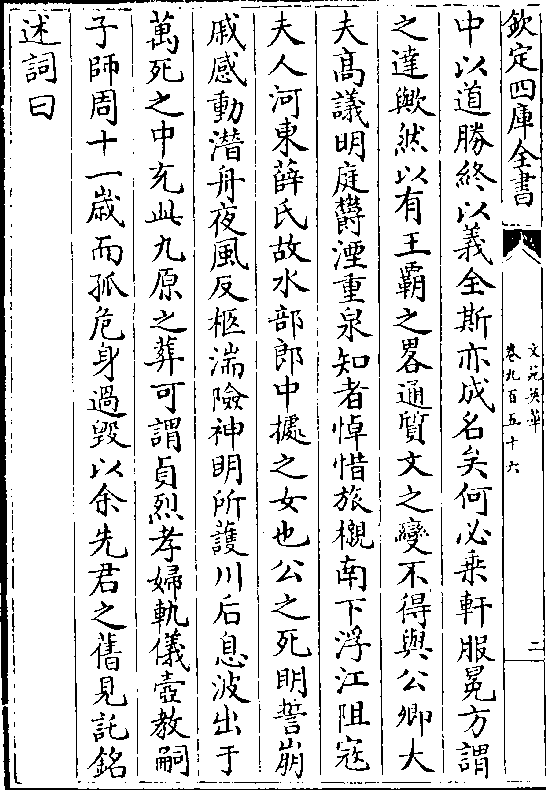 欽定四庫全書
文苑英華
卷九百五十六
二
中以道勝終以義全斯亦成名矣何必乗軒服冕方謂
之達歟然以有王霸之畧通質文之變不得與公卿大
夫髙議明庭欝湮重泉知者悼惜旅櫬南下浮江阻寇
夫人河東薛氏故水部郎中據之女也公之死明誓崩
戚感動濳舟夜風反柩湍險神明所䕶川后息波出于
萬死之中充此九原之葬可謂貞烈孝婦軌儀壼教嗣
子師周十一歲而孤危身過毁以余先君之舊見託銘
述詞曰